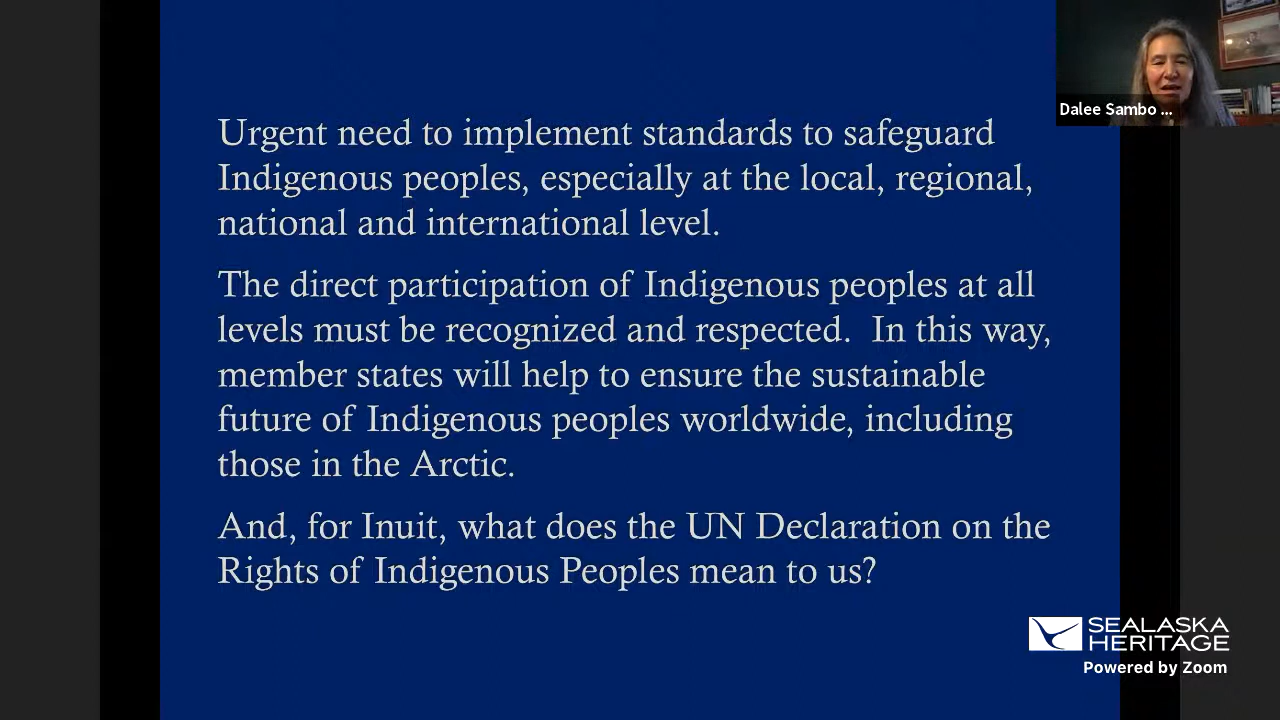 Urgent need to implement standards to safeguard
Indigenous peoples, especially at the local, regional,
national and international level.
The direct participation of Indigenous peoples at all
levels must be recognized and respected.  In this way,
member states will help to ensure the sustainable
future of Indigenous peoples worldwide, including
those in the Arctic.
And, for Inuit, what does the UN Declaration on the
Rights of Indigenous Peoples mean to us?
Dalee Sambo ...
SEALASKA
HERITAGE
Powered by Zoom